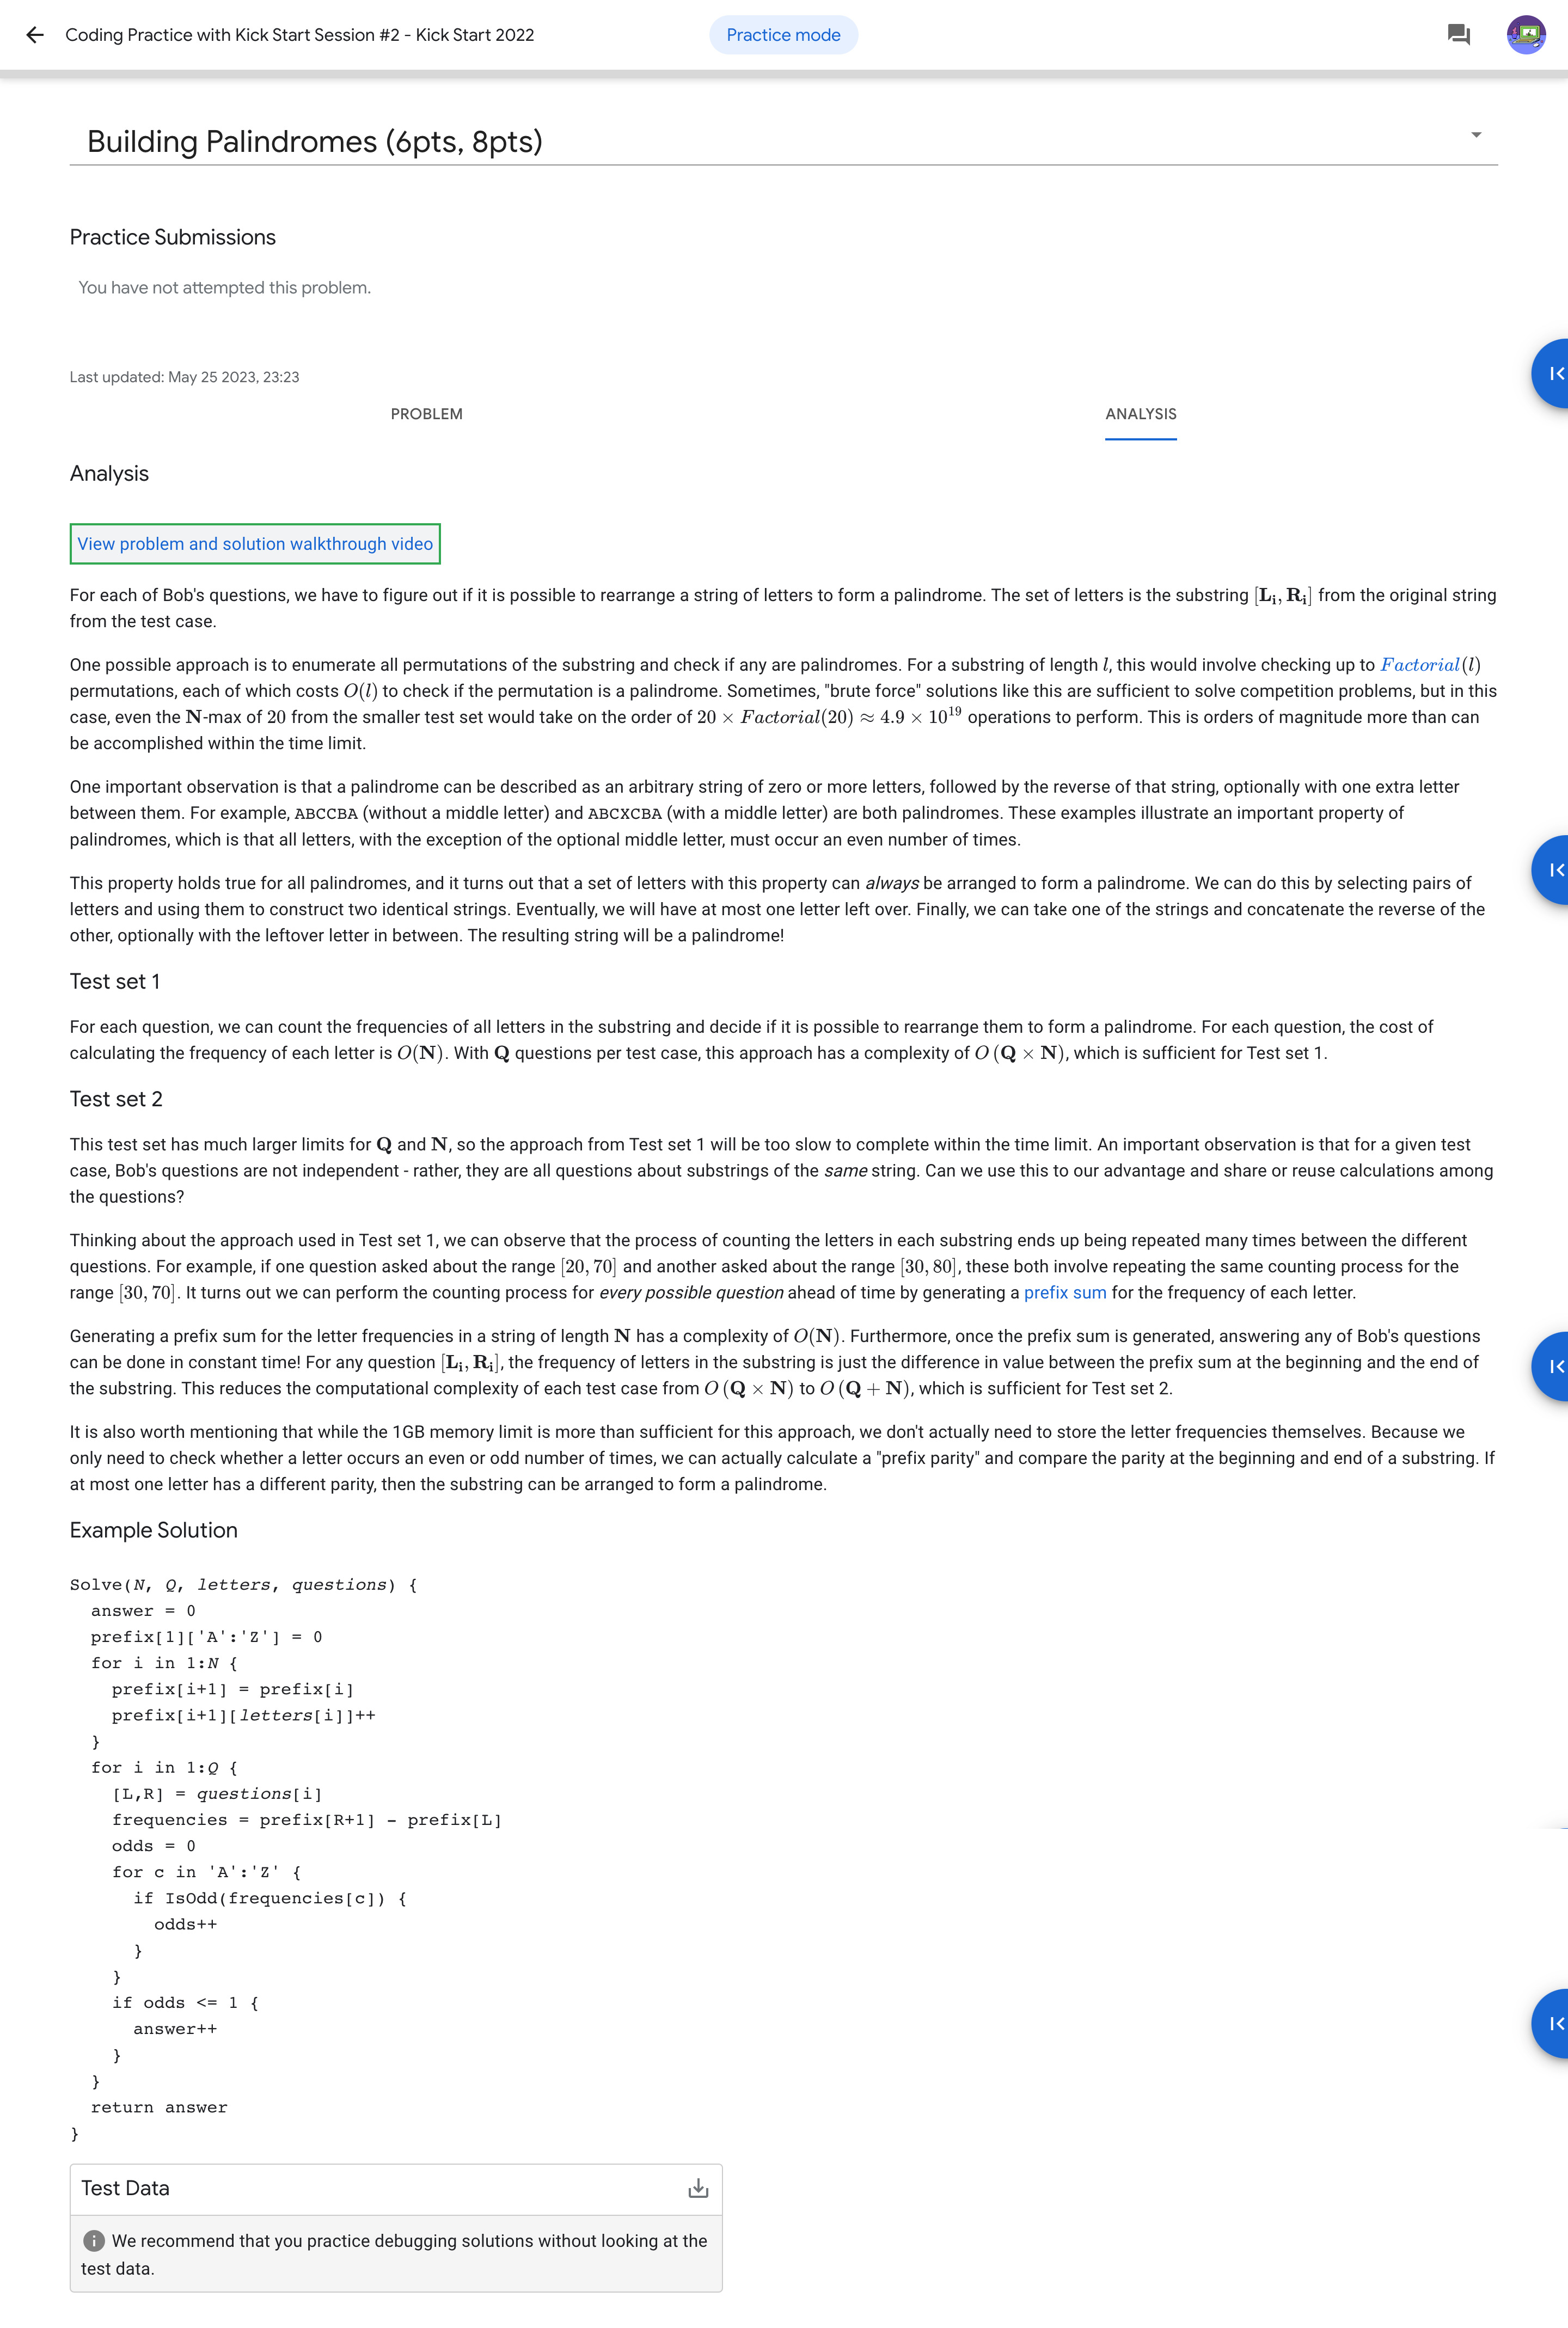 Coding Practice with Kick Start Session #2 - Kick Start 2022
Practice mode
Building Palindromes (6pts, 8pts)
Practice Submissions
You have not attempted this problem.
Last updated: May 25 2023, 23:23
PROBLEM
ANALYSIS
Analysis
View problem and solution walkthrough video
For each of Bob's questions, we have to figure out if it is possible to rearrange a string of letters to form a palindrome. The set of letters is the substring [Lᵢ, Rᵢ] from the original string
from the test case.
One possible approach is to enumerate all permutations of the substring and check if any are palindromes. For a substring of length l, this would involve checking up to Factorial(l)
permutations, each of which costs O(l) to check if the permutation is a palindrome. Sometimes, "brute force" solutions like this are sufficient to solve competition problems, but in this
case, even the N-max of 20 from the smaller test set would take on the order of 20 × Factorial(20) ≈ 4.9 × 10¹⁹ operations to perform. This is orders of magnitude more than can
be accomplished within the time limit.
One important observation is that a palindrome can be described as an arbitrary string of zero or more letters, followed by the reverse of that string, optionally with one extra letter
between them. For example, ABCCBA (without a middle letter) and ABCXCBA (with a middle letter) are both palindromes. These examples illustrate an important property of
palindromes, which is that all letters, with the exception of the optional middle letter, must occur an even number of times.
This property holds true for all palindromes, and it turns out that a set of letters with this property can always be arranged to form a palindrome. We can do this by selecting pairs of
letters and using them to construct two identical strings. Eventually, we will have at most one letter left over. Finally, we can take one of the strings and concatenate the reverse of the
other, optionally with the leftover letter in between. The resulting string will be a palindrome!
Test set 1
For each question, we can count the frequencies of all letters in the substring and decide if it is possible to rearrange them to form a palindrome. For each question, the cost of
calculating the frequency of each letter is O(N). With Q questions per test case, this approach has a complexity of O (Q × N), which is sufficient for Test set 1.
Test set 2
This test set has much larger limits for Q and N, so the approach from Test set 1 will be too slow to complete within the time limit. An important observation is that for a given test
case, Bob's questions are not independent - rather, they are all questions about substrings of the same string. Can we use this to our advantage and share or reuse calculations among
the questions?
Thinking about the approach used in Test set 1, we can observe that the process of counting the letters in each substring ends up being repeated many times between the different
questions. For example, if one question asked about the range [20, 70] and another asked about the range [30, 80], these both involve repeating the same counting process for the
range [30, 70]. It turns out we can perform the counting process for every possible question ahead of time by generating a prefix sum for the frequency of each letter.
Generating a prefix sum for the letter frequencies in a string of length N has a complexity of O(N). Furthermore, once the prefix sum is generated, answering any of Bob's questions
can be done in constant time! For any question [Lᵢ, Rᵢ], the frequency of letters in the substring is just the difference in value between the prefix sum at the beginning and the end of
the substring. This reduces the computational complexity of each test case from O (Q × N) to O (Q + N), which is sufficient for Test set 2.
It is also worth mentioning that while the 1GB memory limit is more than sufficient for this approach, we don't actually need to store the letter frequencies themselves. Because we
only need to check whether a letter occurs an even or odd number of times, we can actually calculate a "prefix parity" and compare the parity at the beginning and end of a substring. If
at most one letter has a different parity, then the substring can be arranged to form a palindrome.
Example Solution
Solve(N, Q, letters, questions) {
  answer = 0
  prefix[1]['A':'Z'] = 0
  for i in 1:N {
    prefix[i+1] = prefix[i]
    prefix[i+1][letters[i]]++
  }
  for i in 1:Q {
    [L,R] = questions[i]
    frequencies = prefix[R+1] - prefix[L]
    odds = 0
    for c in 'A':'Z' {
      if IsOdd(frequencies[c]) {
        odds++
      }
    }
    if odds <= 1 {
      answer++
    }
  }
  return answer
}
Test Data
We recommend that you practice debugging solutions without looking at the
test data.